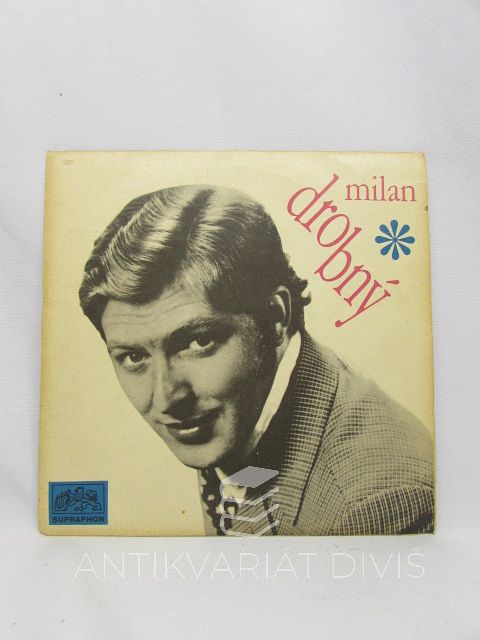 milan
drobný
SUPRAPHON
ANTIKVARIÁT DIVIŠ